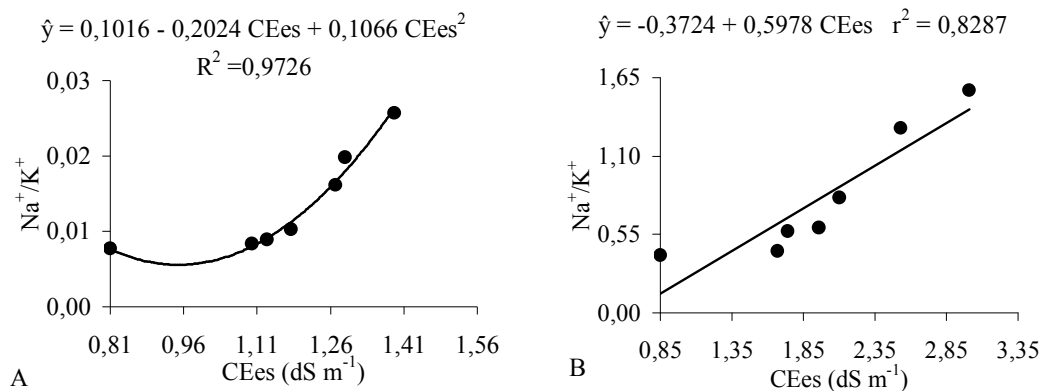 ŷ = 0,1016 - 0,2024 CEes + 0,1066 CEes²
R² =0,9726
0,03
0,02
0,01
0,00
Na⁺/K⁺
0,81 0,96 1,11 1,26 1,41 1,56
CEes (dS m⁻¹)
A
ŷ = -0,3724 + 0,5978 CEes r² = 0,8287
1,65
1,10
0,55
0,00
Na⁺/K⁺
0,85 1,35 1,85 2,35 2,85 3,35
CEes (dS m⁻¹)
B